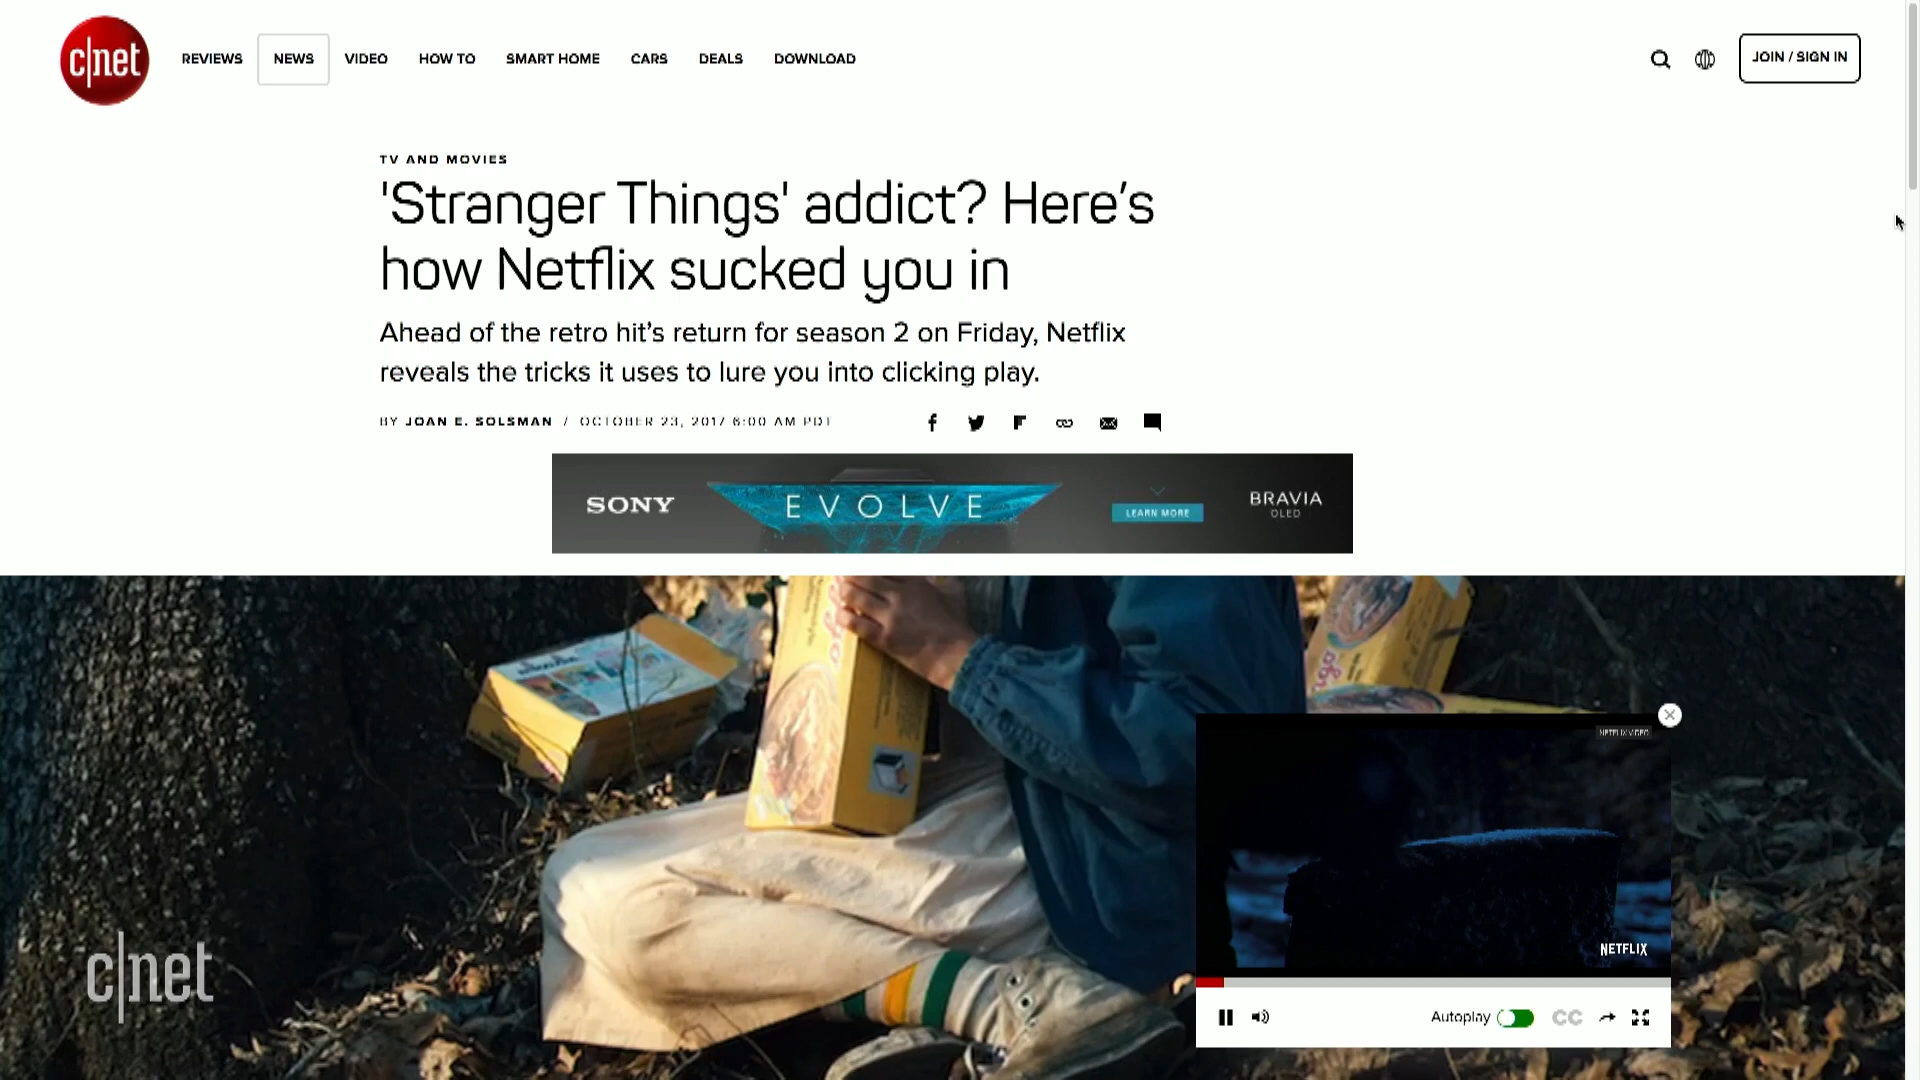 c|net
REVIEWS
NEWS
VIDEO
HOW TO
SMART HOME
CARS
DEALS
DOWNLOAD
JOIN / SIGN IN
TV AND MOVIES
'Stranger Things' addict? Here's
how Netflix sucked you in
Ahead of the retro hit's return for season 2 on Friday, Netflix
reveals the tricks it uses to lure you into clicking play.
BY JOAN E. SOLSMAN / OCTOBER 23, 2017 6:00 AM PDT
SONY
EVOLVE
LEARN MORE
BRAVIA
OLED
NETFLIX VIDEO
NETFLIX
Autoplay
CC
c|net